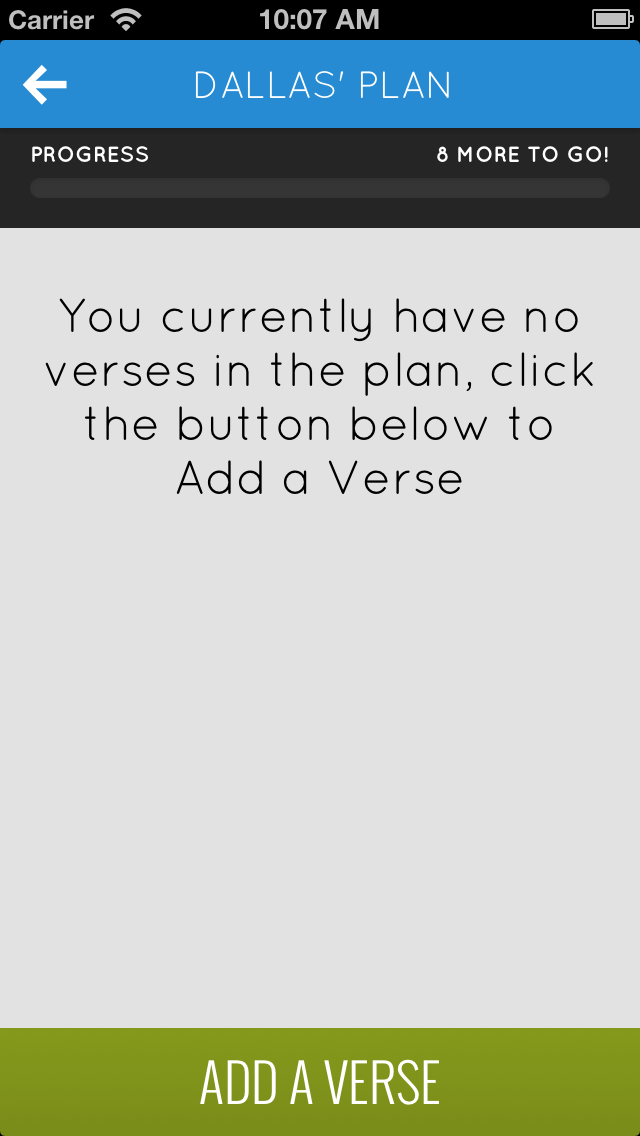 Carrier 10:07 AM
DALLAS' PLAN
PROGRESS 8 MORE TO GO!
You currently have no
verses in the plan, click
the button below to
Add a Verse
ADD A VERSE